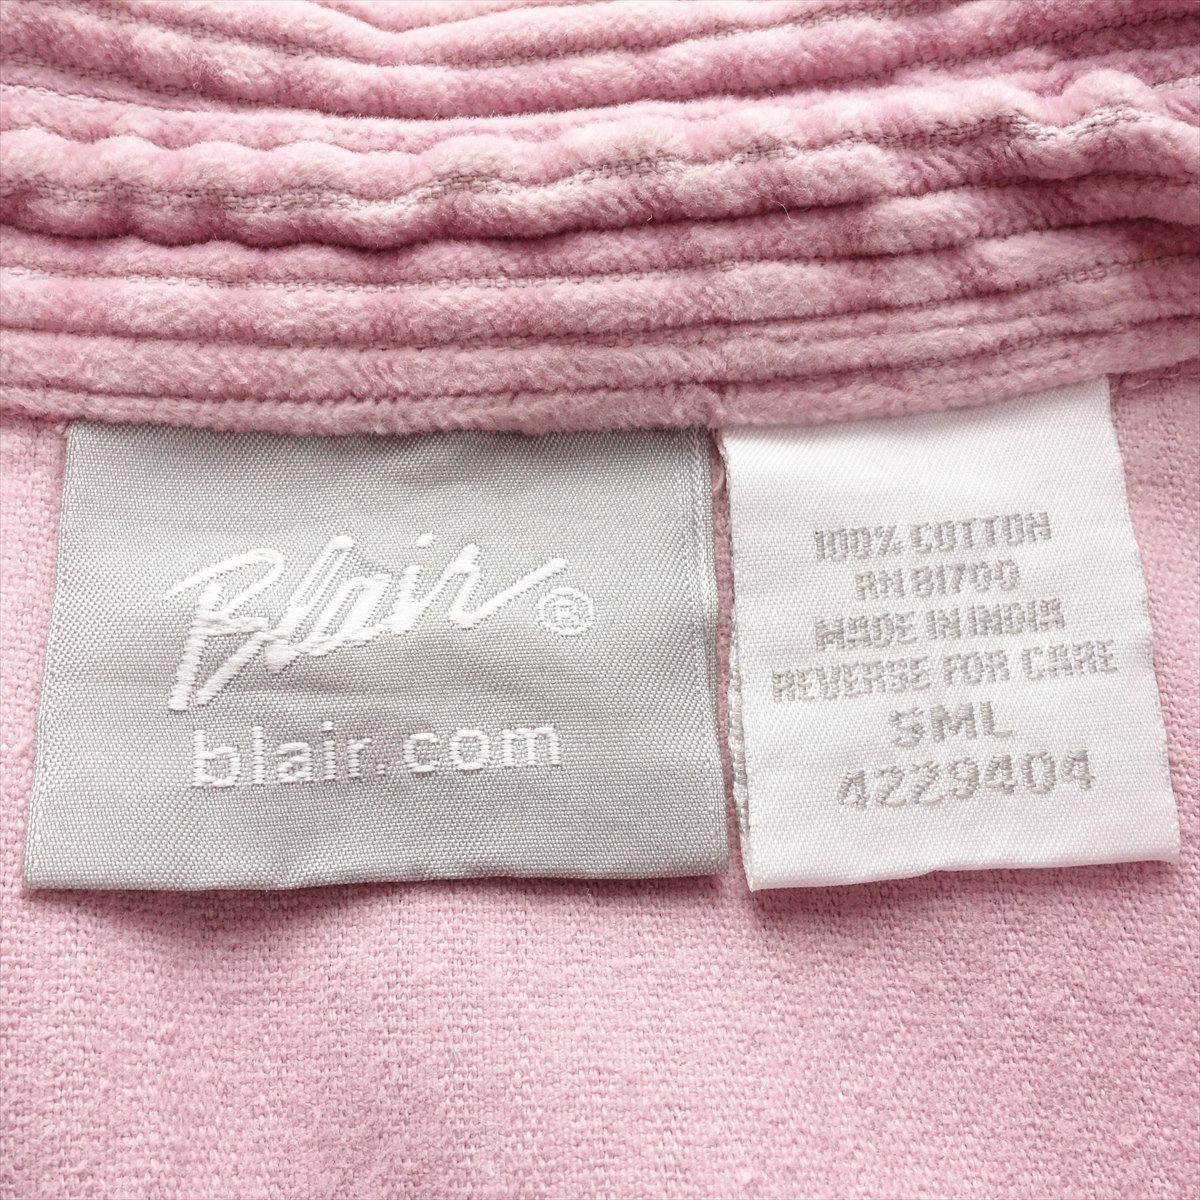 Blair®
blair.com
100% COTTON
RN 81700
MADE IN INDIA
REVERSE FOR CARE
SML
4229404